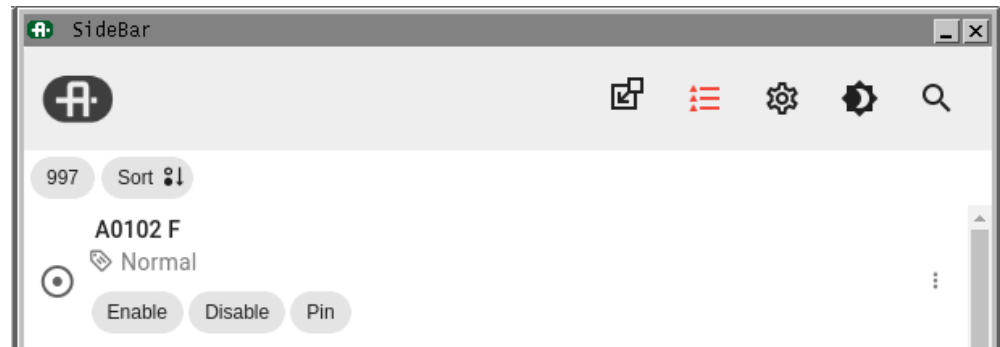 SideBar
997 Sort
A0102 F
Normal
Enable Disable Pin